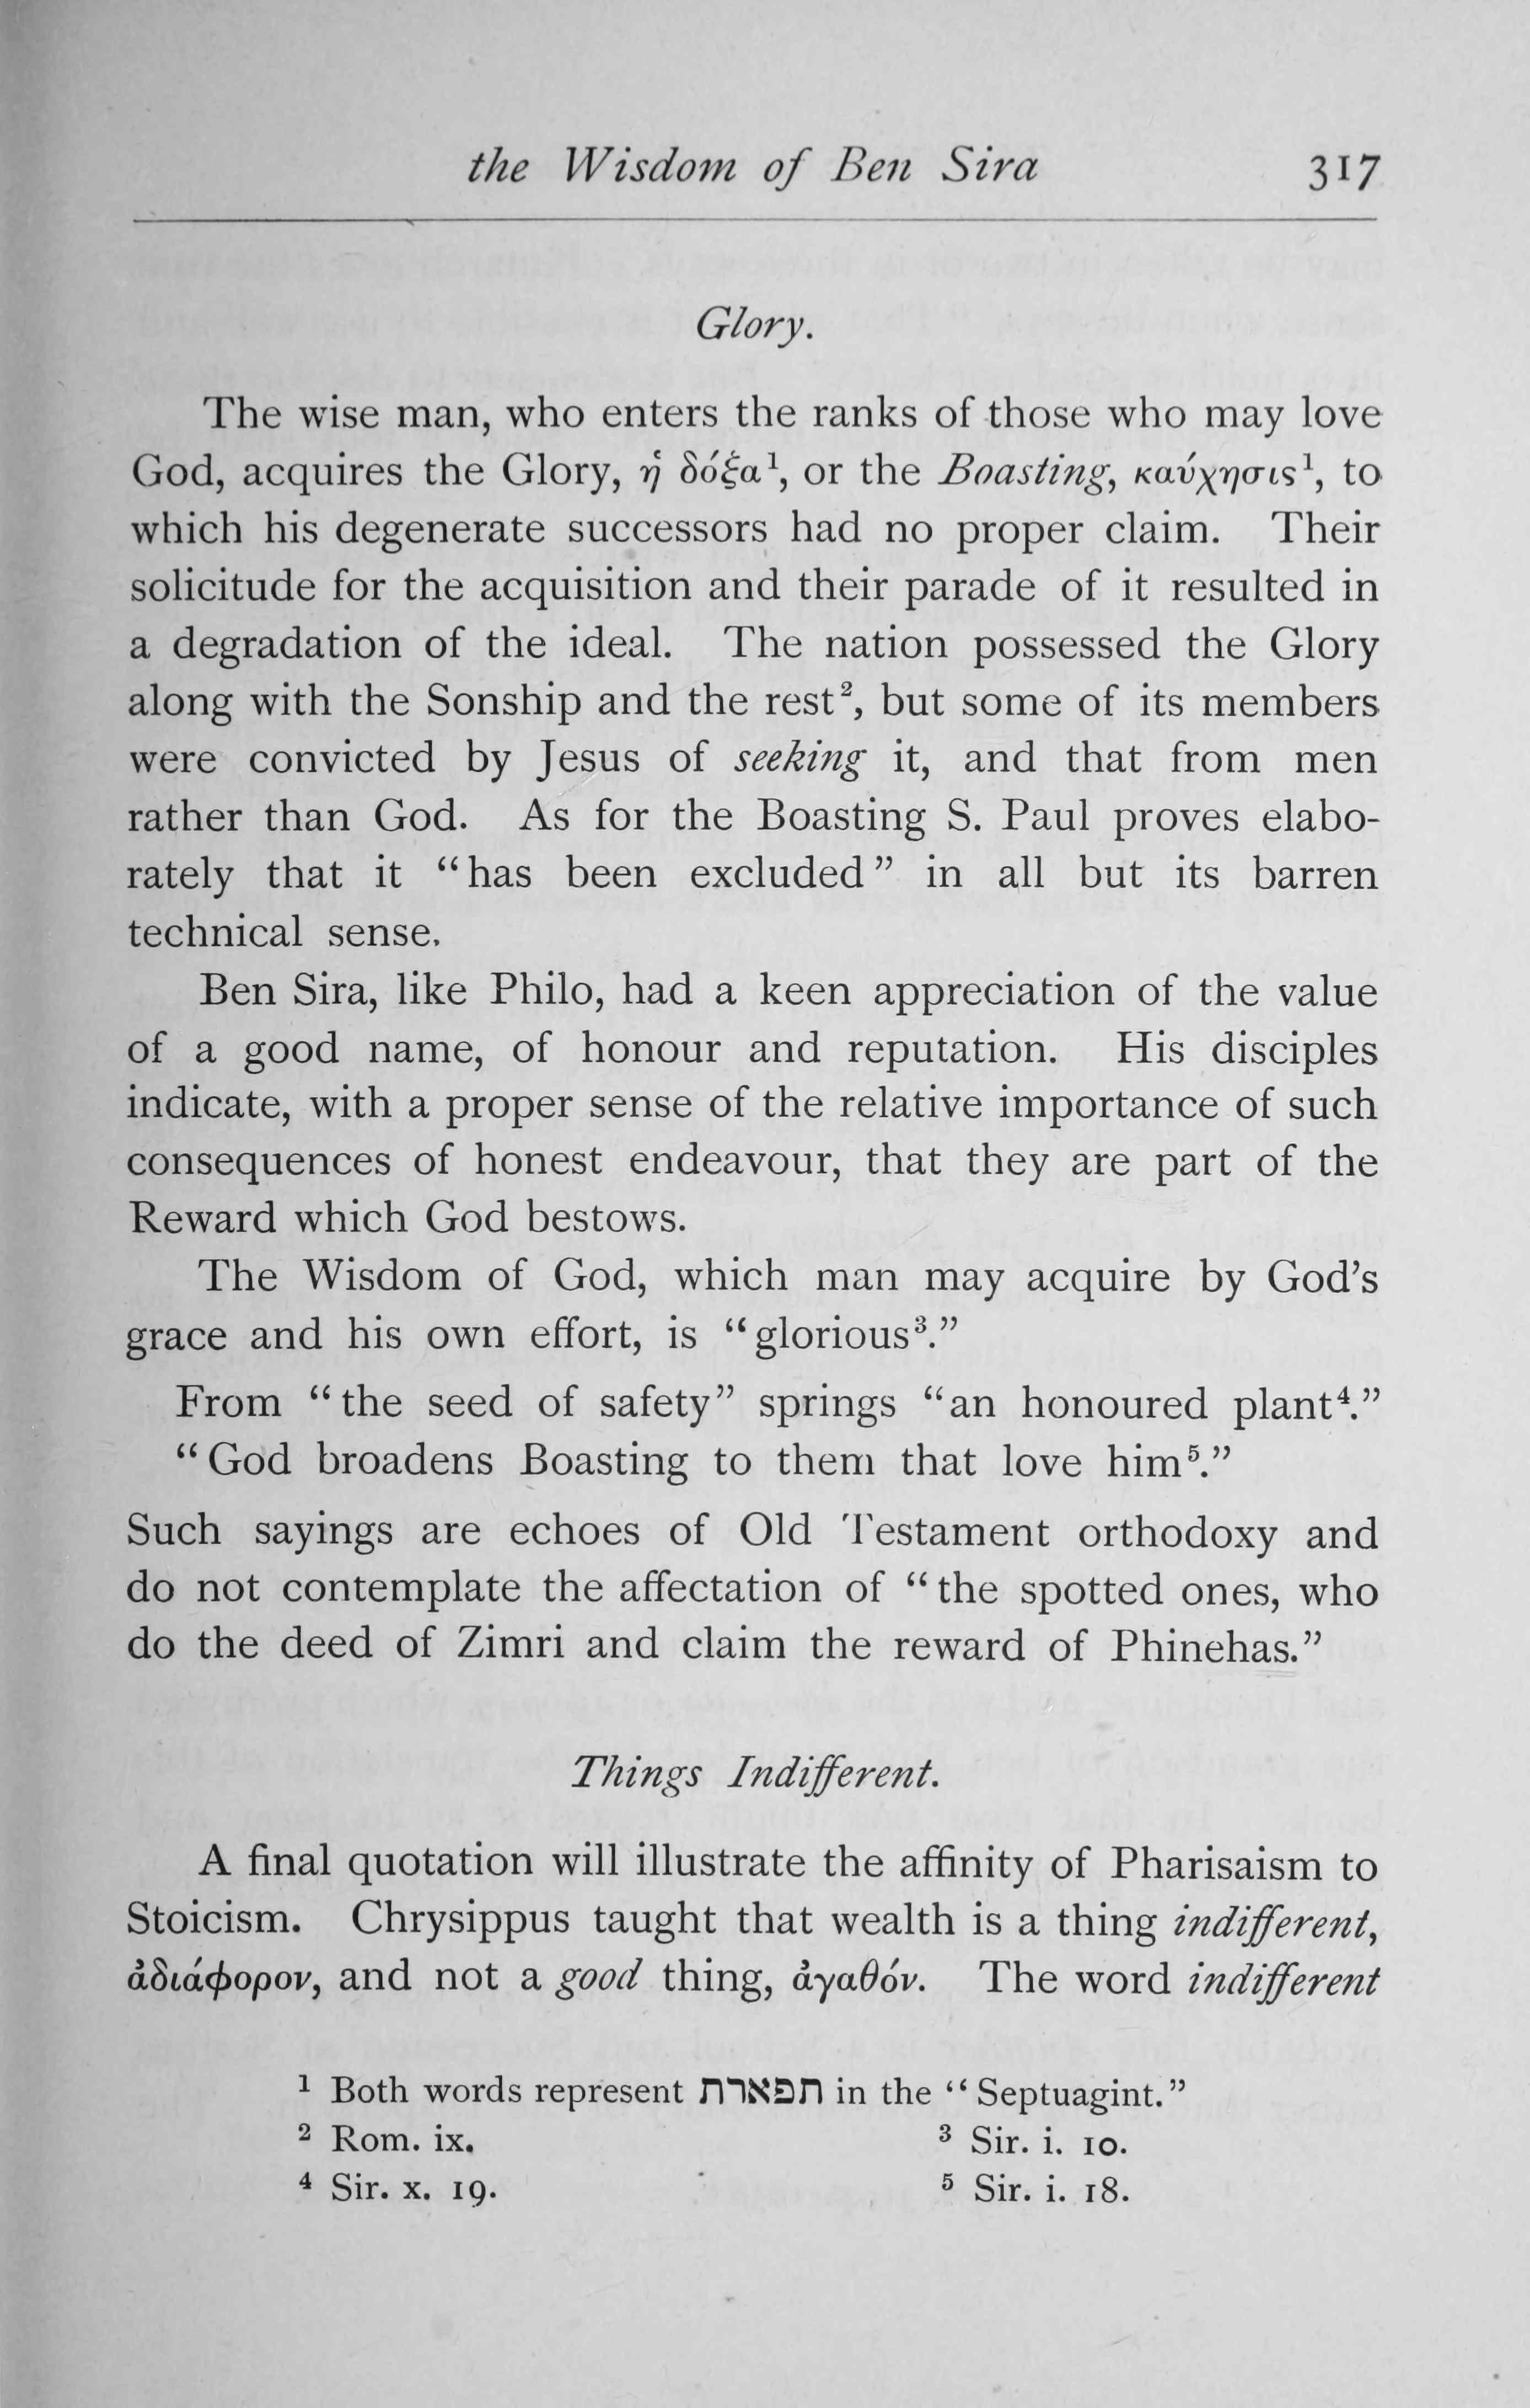 the Wisdom of Ben Sira 317
Glory.
The wise man, who enters the ranks of those who may love
God, acquires the Glory, ἡ δόξα¹, or the Boasting, καύχησις¹, to
which his degenerate successors had no proper claim. Their
solicitude for the acquisition and their parade of it resulted in
a degradation of the ideal. The nation possessed the Glory
along with the Sonship and the rest², but some of its members
were convicted by Jesus of seeking it, and that from men
rather than God. As for the Boasting S. Paul proves elabo-
rately that it “has been excluded” in all but its barren
technical sense.
Ben Sira, like Philo, had a keen appreciation of the value
of a good name, of honour and reputation. His disciples
indicate, with a proper sense of the relative importance of such
consequences of honest endeavour, that they are part of the
Reward which God bestows.
The Wisdom of God, which man may acquire by God’s
grace and his own effort, is “glorious³.”
From “the seed of safety” springs “an honoured plant⁴.”
“God broadens Boasting to them that love him⁵.”
Such sayings are echoes of Old Testament orthodoxy and
do not contemplate the affectation of “the spotted ones, who
do the deed of Zimri and claim the reward of Phinehas.”
Things Indifferent.
A final quotation will illustrate the affinity of Pharisaism to
Stoicism. Chrysippus taught that wealth is a thing indifferent,
ἀδιάφορον, and not a good thing, ἀγαθόν. The word indifferent
¹ Both words represent תפארת in the “Septuagint.”
² Rom. ix. ³ Sir. i. 10.
⁴ Sir. x. 19. ⁵ Sir. i. 18.